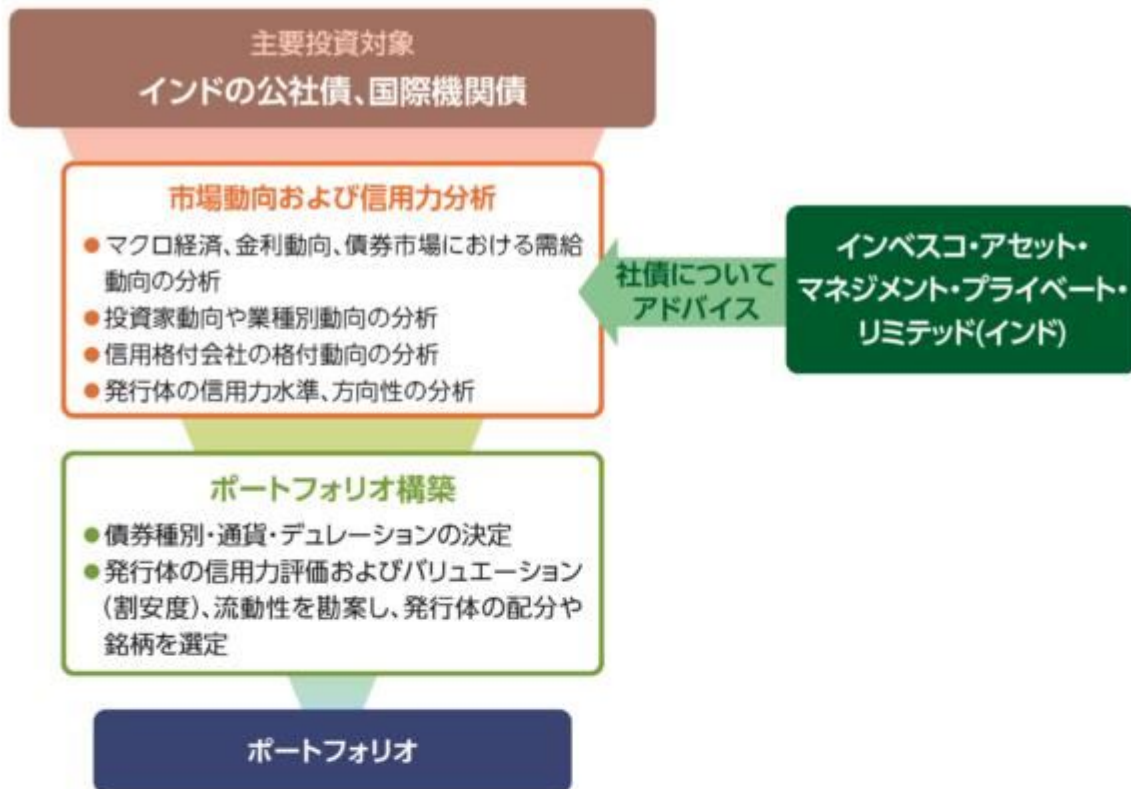 主要投資対象
インドの公社債、国際機関債
市場動向および信用力分析
●マクロ経済、金利動向、債券市場における需給
動向の分析
●投資家動向や業種別動向の分析
●信用格付会社の格付動向の分析
●発行体の信用力水準、方向性の分析
社債について
アドバイス
インベスコ・アセット・
マネジメント・プライベート・
リミテッド(インド)
ポートフォリオ構築
●債券種別・通貨・デュレーションの決定
●発行体の信用力評価およびバリュエーション
(割安度)、流動性を勘案し、発行体の配分や
銘柄を選定
ポートフォリオ